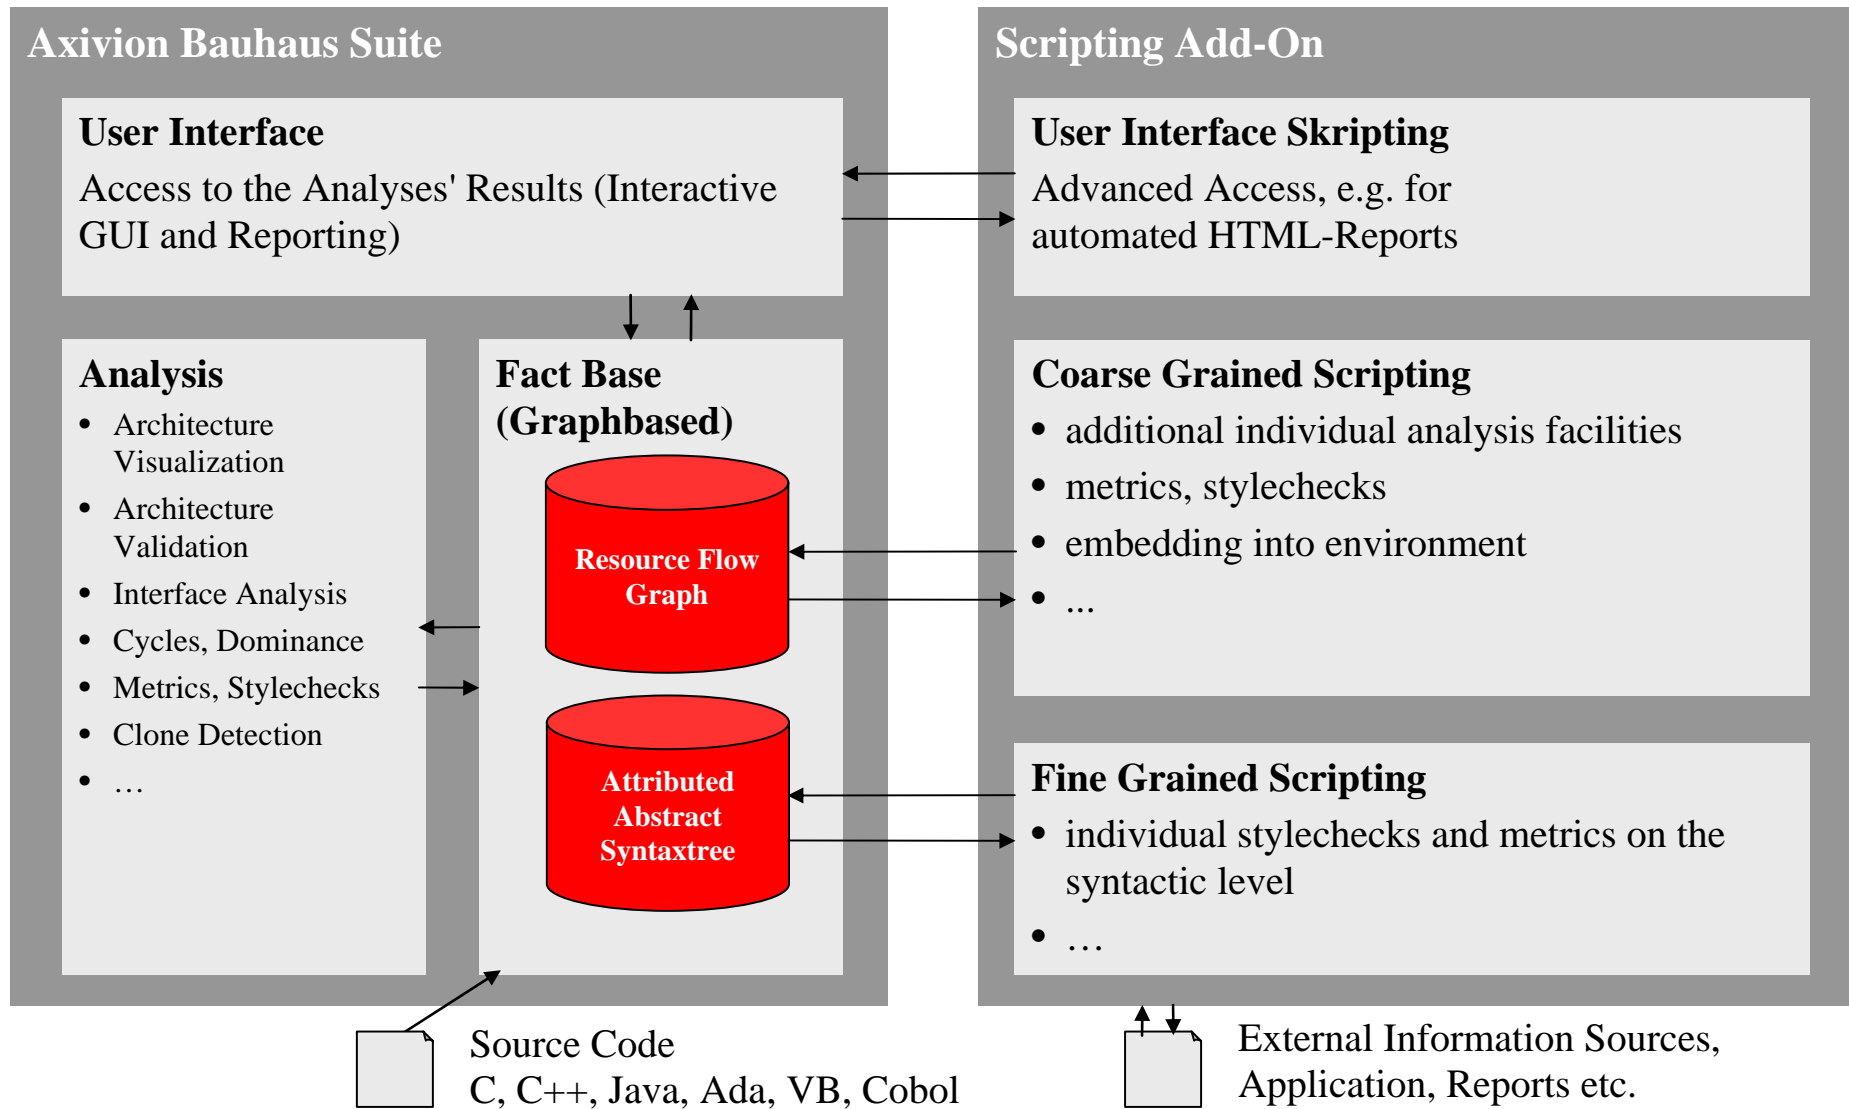 Axivion Bauhaus Suite
User Interface
Access to the Analyses' Results (Interactive
GUI and Reporting)
Analysis
• Architecture
Visualization
• Architecture
Validation
• Interface Analysis
• Cycles, Dominance
• Metrics, Stylechecks
• Clone Detection
• …
Fact Base
(Graphbased)
Resource Flow
Graph
Attributed
Abstract
Syntaxtree
Source Code
C, C++, Java, Ada, VB, Cobol
Scripting Add-On
User Interface Skripting
Advanced Access, e.g. for
automated HTML-Reports
Coarse Grained Scripting
• additional individual analysis facilities
• metrics, stylechecks
• embedding into environment
• ...
Fine Grained Scripting
• individual stylechecks and metrics on the
syntactic level
• …
External Information Sources,
Application, Reports etc.